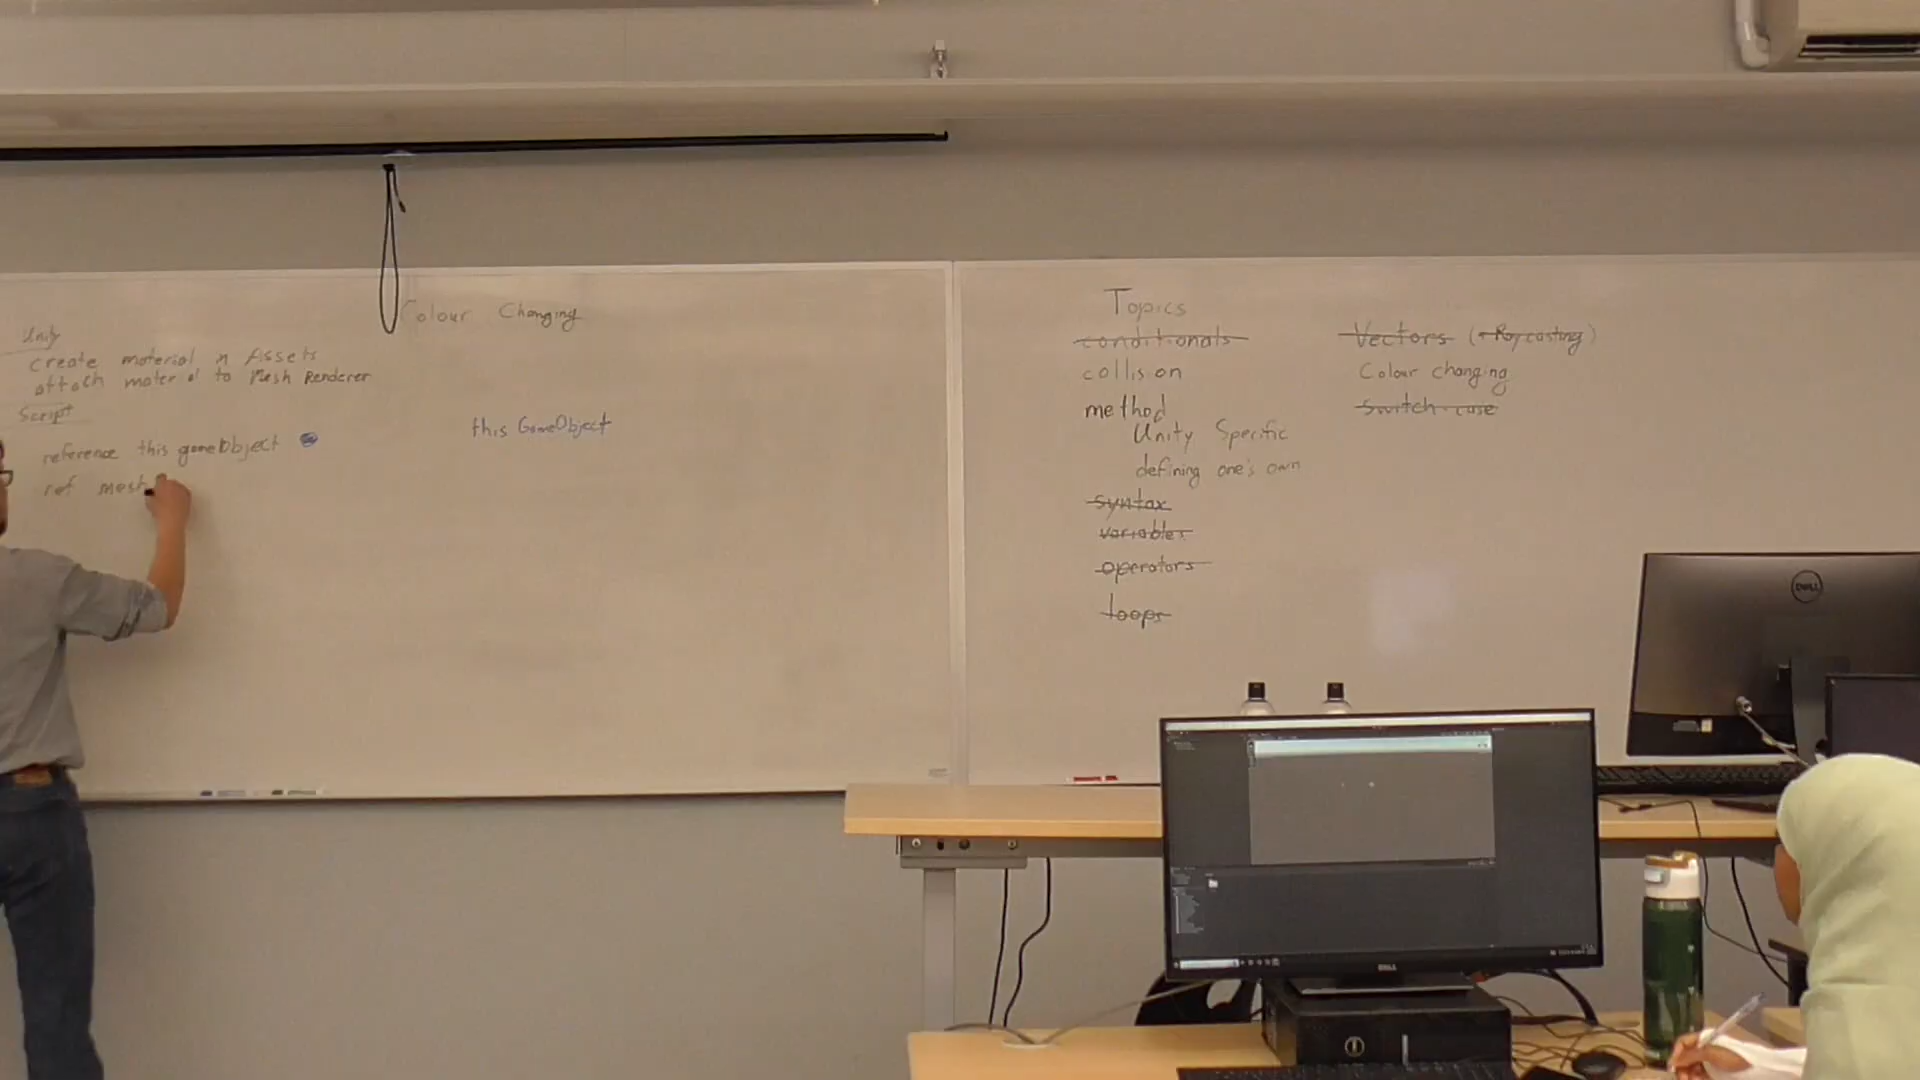 Colour Changing
Unity
create material in Assets
attach material to Mesh Renderer
Script
reference this gameObject
ref mesh
this GameObject
Topics
conditionals
collision
method
Unity Specific
defining one's own
syntax
variables
operators
loops
Vectors (Raycasting)
Colour changing
switch-case
DELL
DELL